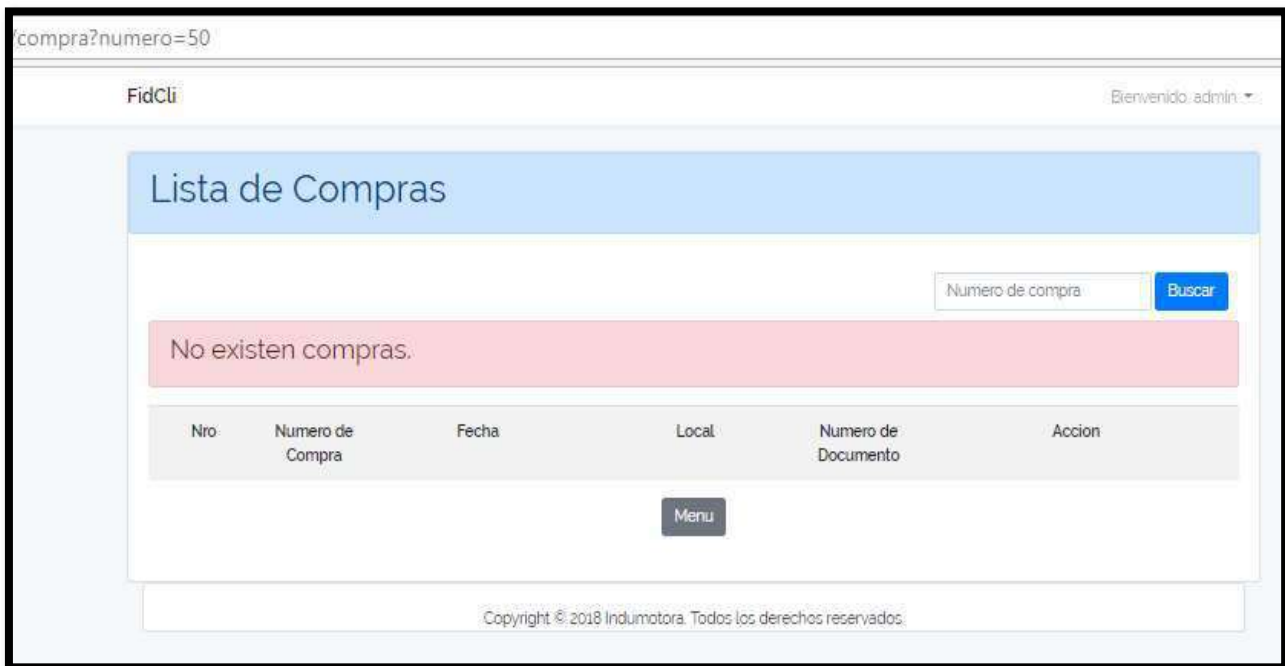 /compra?numero=50
FidCli
Bienvenido, admin
Lista de Compras
Numero de compra
Buscar
No existen compras.
Nro
Numero de Compra
Fecha
Local
Numero de Documento
Accion
Menu
Copyright © 2018 Indumotora. Todos los derechos reservados.